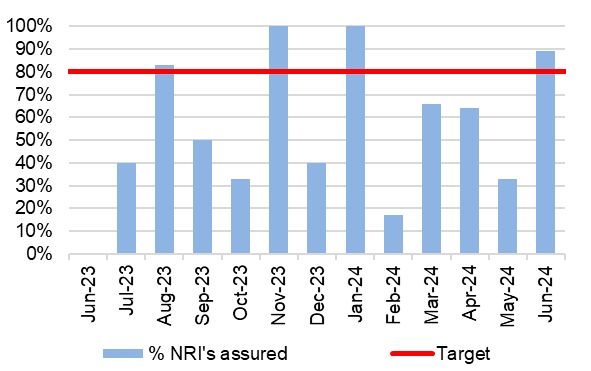 100%
90%
80%
70%
60%
50%
40%
30%
20%
10%
0%
Jun-23
Jul-23
Aug-23
Sep-23
Oct-23
Nov-23
Dec-23
Jan-24
Feb-24
Mar-24
Apr-24
May-24
Jun-24
% NRI's assured
Target